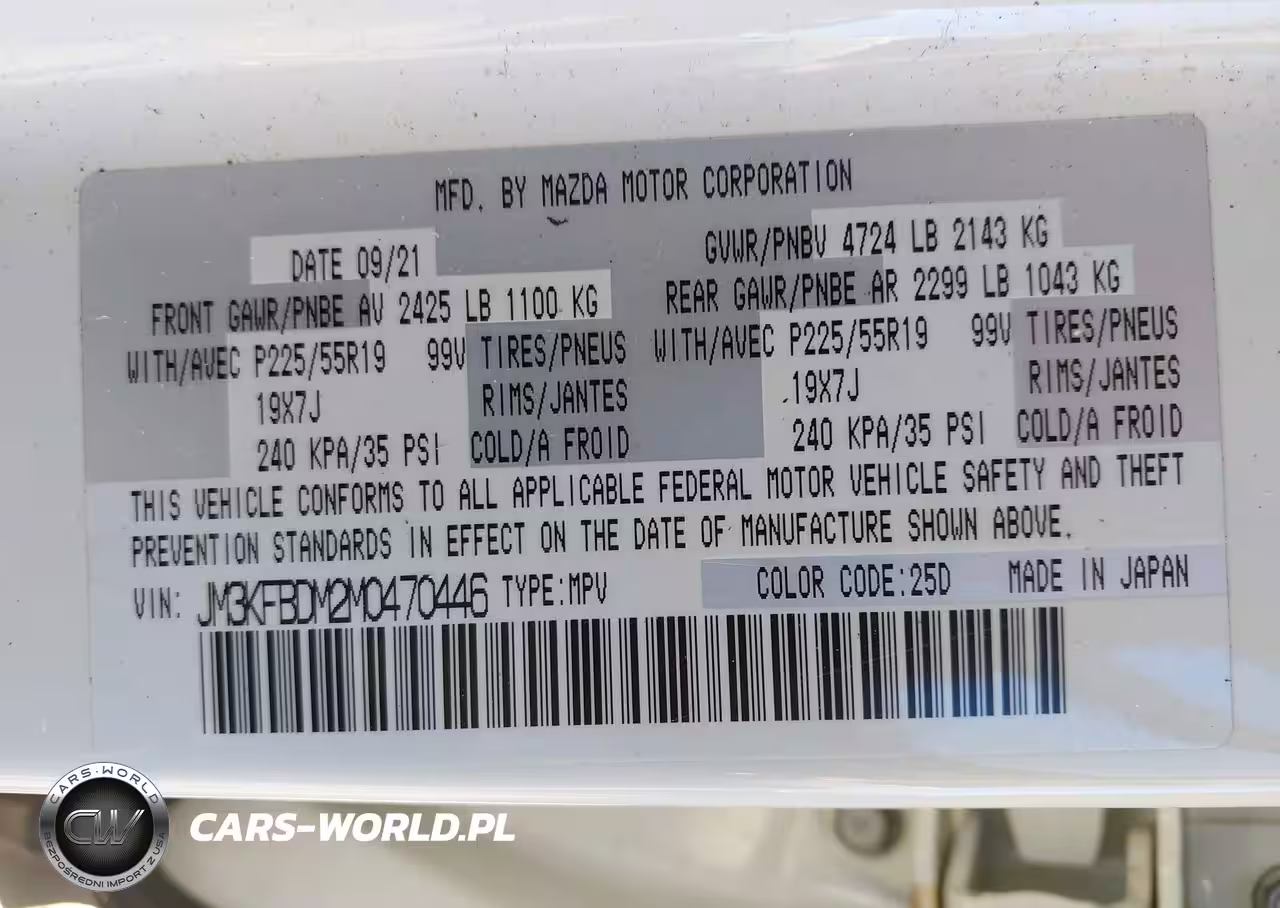 MFD. BY MAZDA MOTOR CORPORATION
DATE 09/21
GVWR/PNBV 4724 LB 2143 KG
FRONT GAWR/PNBE AV 2425 LB 1100 KG
REAR GAWR/PNBE AR 2299 LB 1043 KG
WITH/AVEC P225/55R19 99V TIRES/PNEUS
WITH/AVEC P225/55R19 99V TIRES/PNEUS
19X7J RIMS/JANTES
19X7J RIMS/JANTES
240 KPA/35 PSI COLD/A FROID
240 KPA/35 PSI COLD/A FROID
THIS VEHICLE CONFORMS TO ALL APPLICABLE FEDERAL MOTOR VEHICLE SAFETY AND THEFT
PREVENTION STANDARDS IN EFFECT ON THE DATE OF MANUFACTURE SHOWN ABOVE.
VIN: JM3KFBDM2M0470446 TYPE:MPV COLOR CODE:25D MADE IN JAPAN
CARS-WORLD
CW
BEZPOŚREDNI IMPORT Z USA
CARS-WORLD.PL